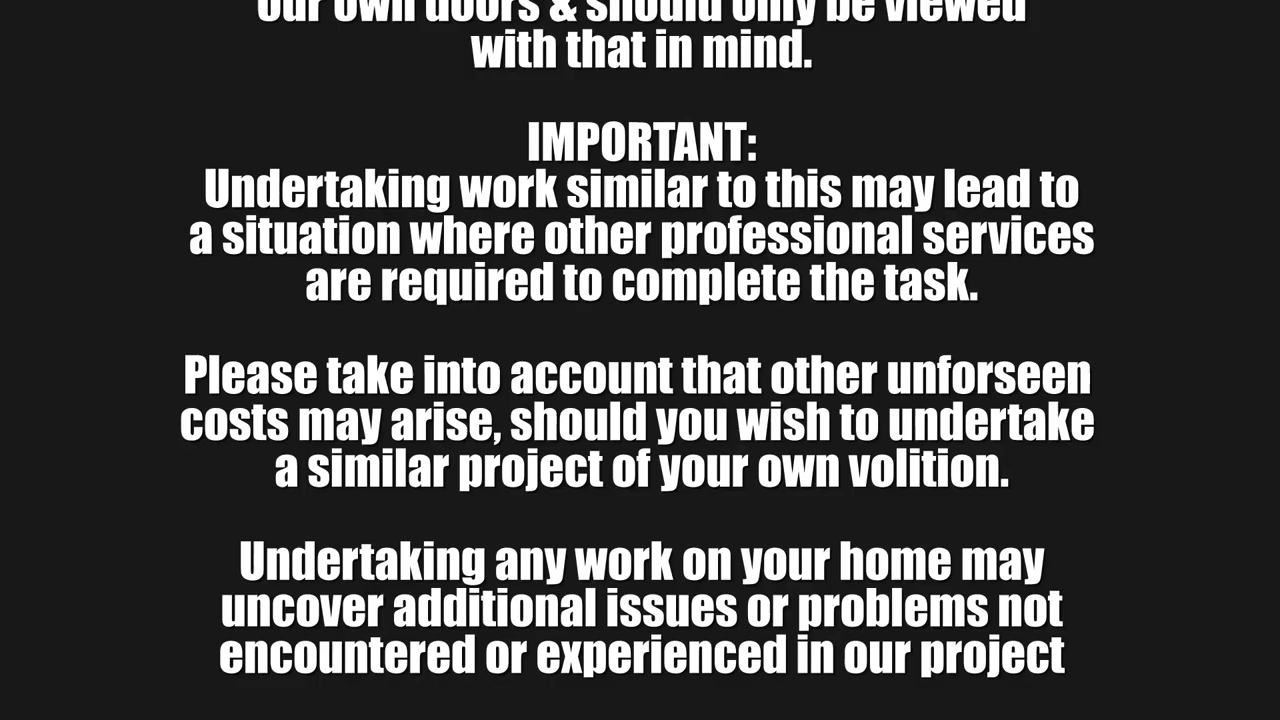 our own doors & should only be viewed
with that in mind.
IMPORTANT:
Undertaking work similar to this may lead to
a situation where other professional services
are required to complete the task.
Please take into account that other unforseen
costs may arise, should you wish to undertake
a similar project of your own volition.
Undertaking any work on your home may
uncover additional issues or problems not
encountered or experienced in our project